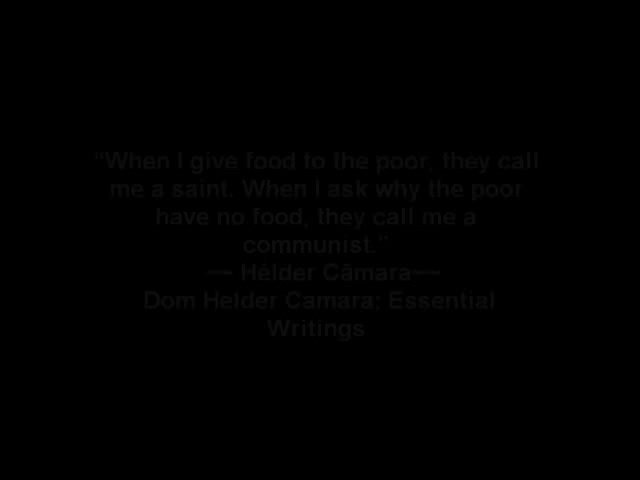 “When I give food to the poor, they call
me a saint. When I ask why the poor
have no food, they call me a
communist.”
― Hélder Câmara―
Dom Helder Camara: Essential
Writings